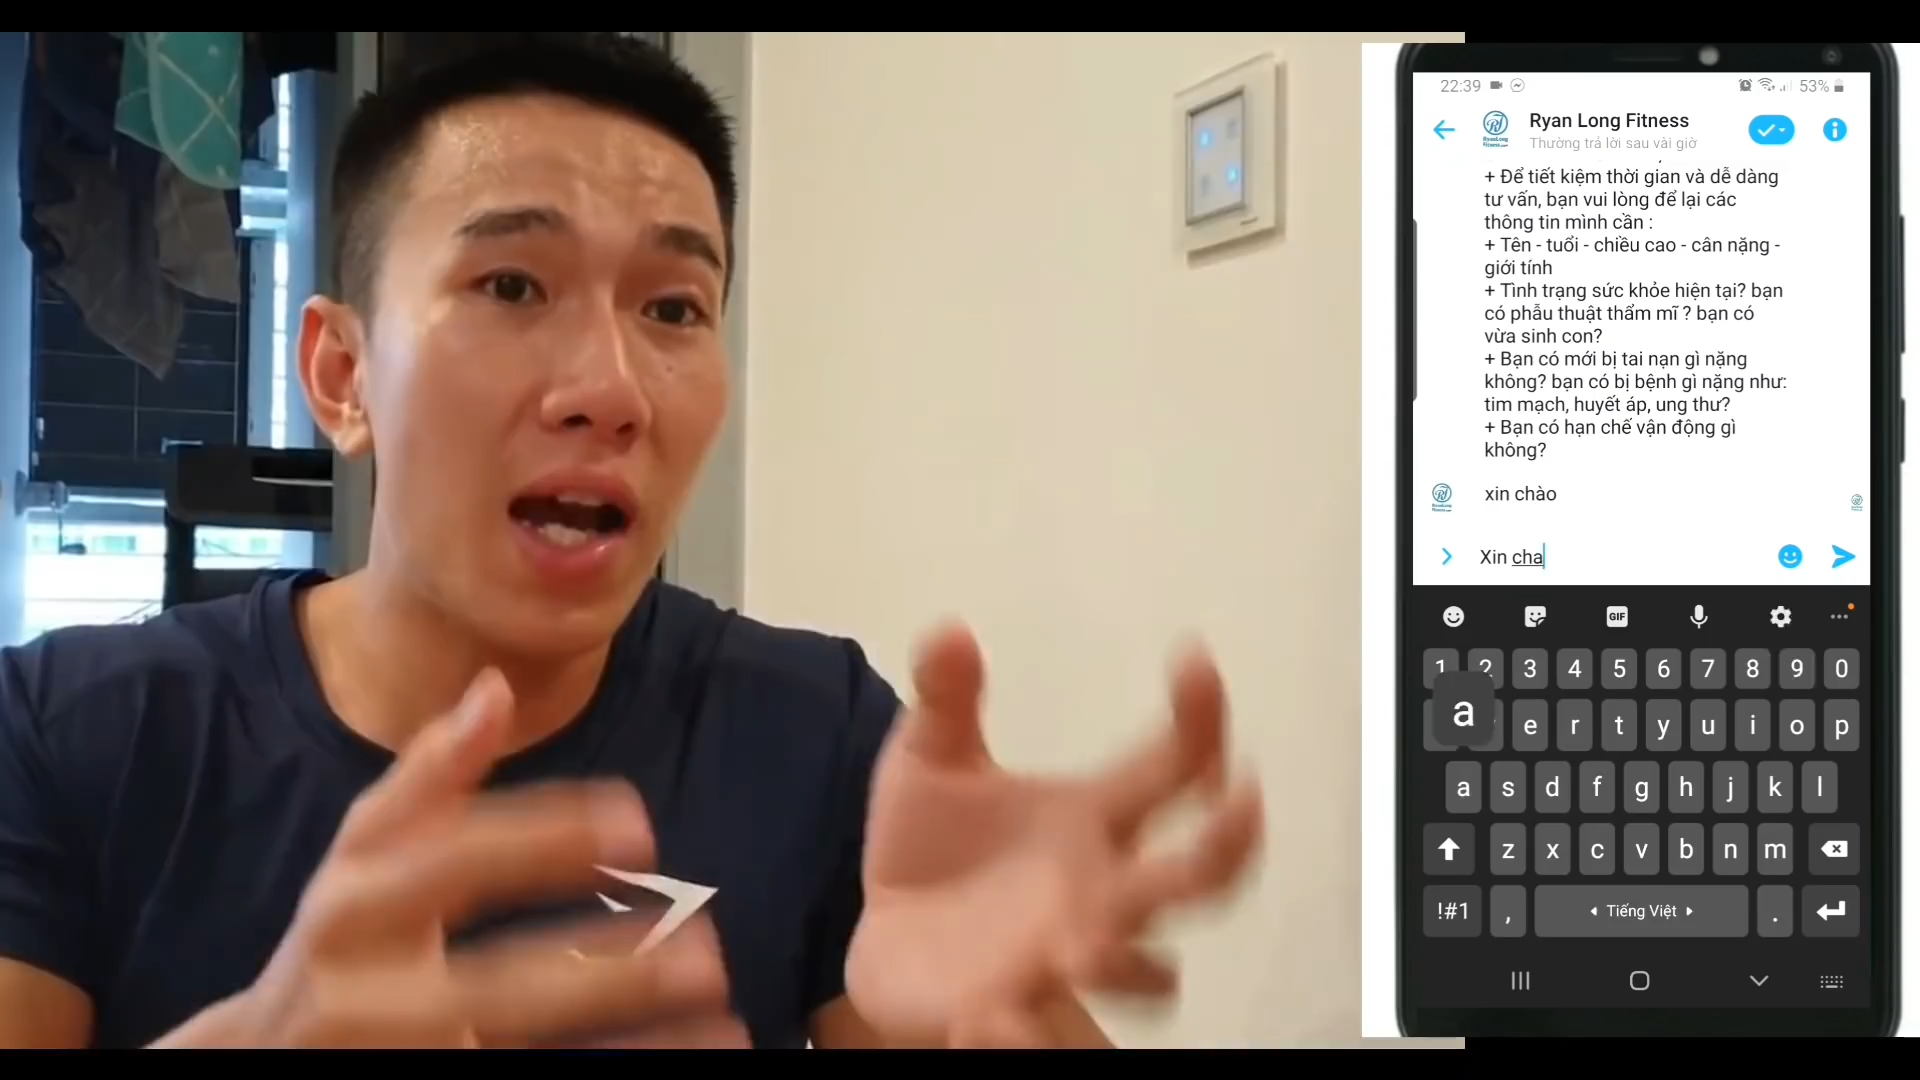 22:39
53%
Ryan Long Fitness
Thường trả lời sau vài giờ
+ Để tiết kiệm thời gian và dễ dàng
tư vấn, bạn vui lòng để lại các
thông tin mình cần :
+ Tên - tuổi - chiều cao - cân nặng -
giới tính
+ Tình trạng sức khỏe hiện tại? bạn
có phẫu thuật thẩm mĩ ? bạn có
vừa sinh con?
+ Bạn có mới bị tai nạn gì nặng
không? bạn có bị bệnh gì nặng như:
tim mạch, huyết áp, ung thư?
+ Bạn có hạn chế vận động gì
không?
xin chào
Xin cha
GIF
1 2 3 4 5 6 7 8 9 0
a
e r t y u i o p
a s d f g h j k l
z x c v b n m
!#1 , Tiếng Việt .